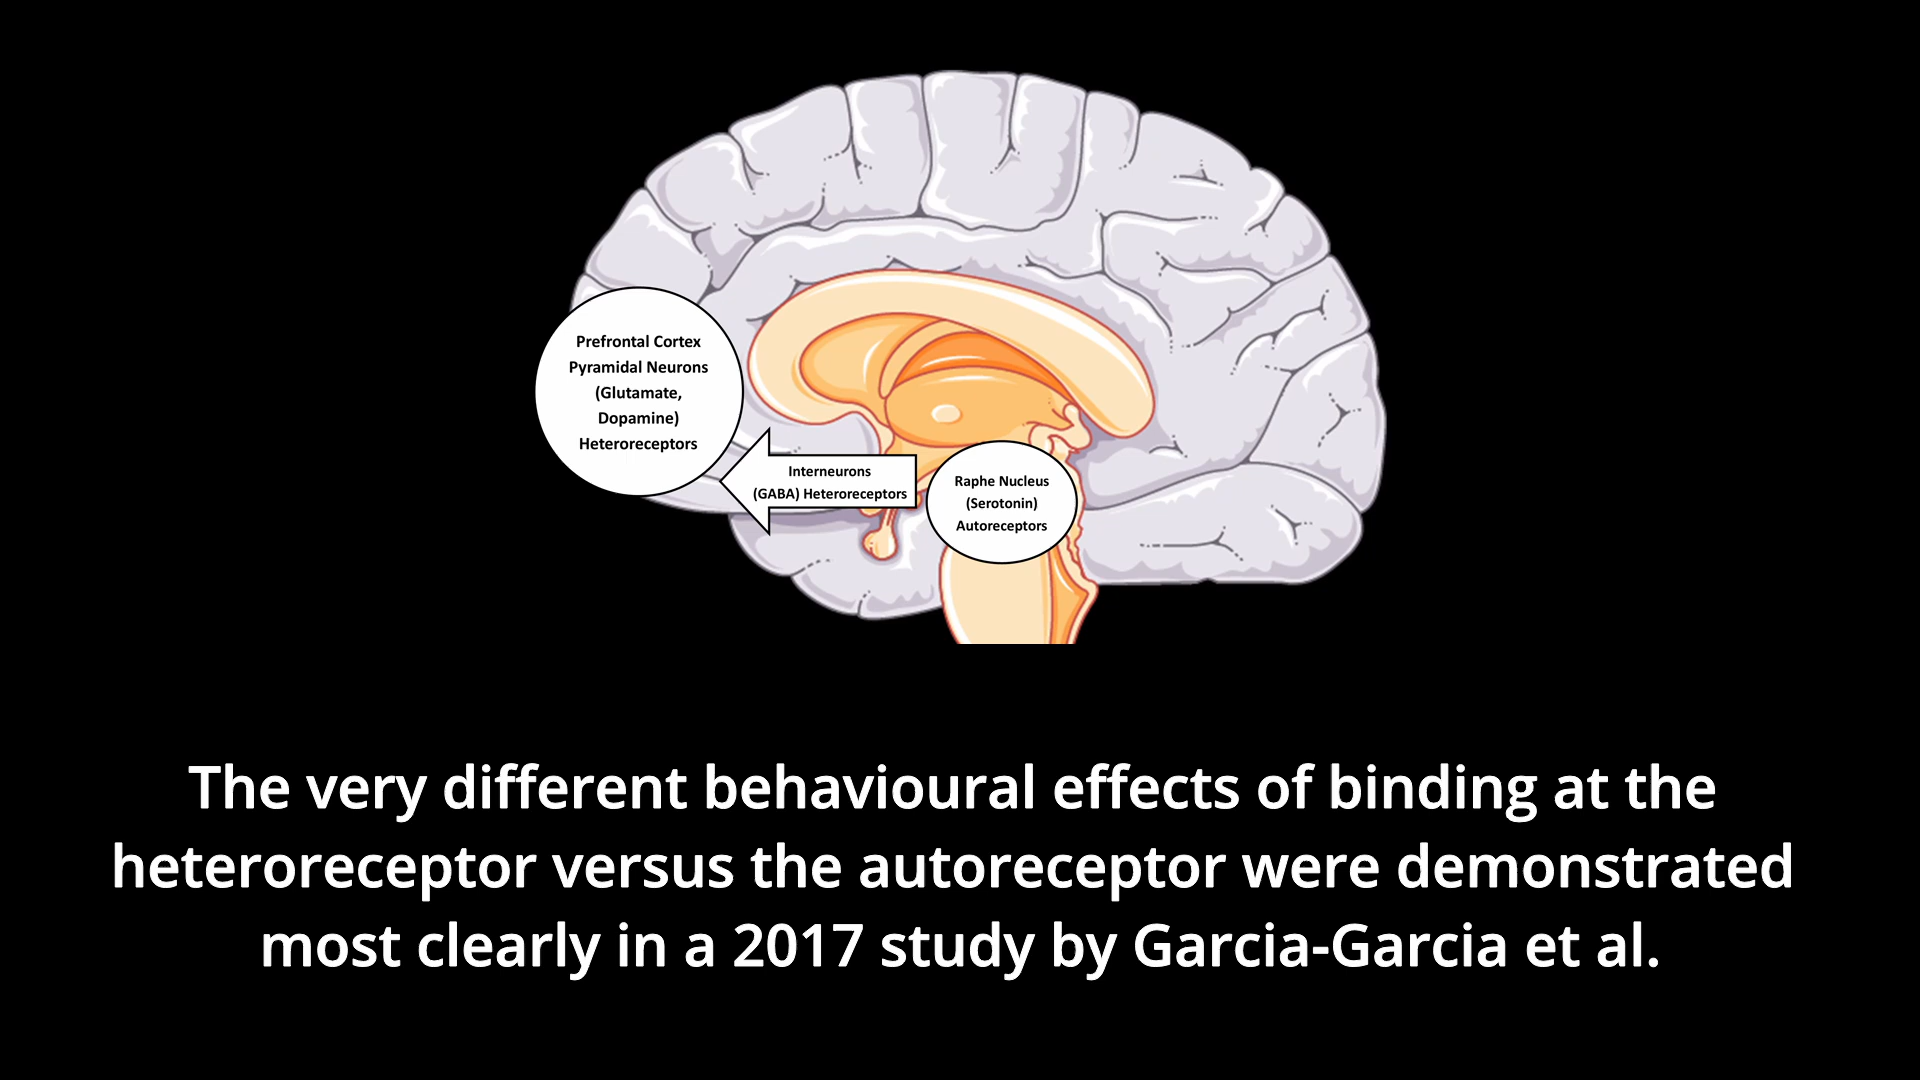 Prefrontal Cortex
Pyramidal Neurons
(Glutamate,
Dopamine)
Heteroreceptors
Interneurons
(GABA) Heteroreceptors
Raphe Nucleus
(Serotonin)
Autoreceptors
The very different behavioural effects of binding at the
heteroreceptor versus the autoreceptor were demonstrated
most clearly in a 2017 study by Garcia-Garcia et al.